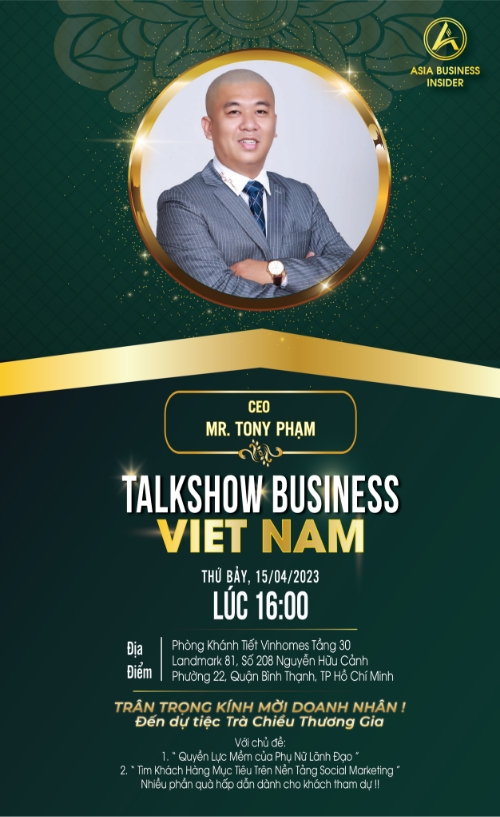 ASIA BUSINESS
INSIDER
CEO
MR. TONY PHẠM
TALKSHOW BUSINESS
VIET NAM
THỨ BẢY, 15/04/2023
LÚC 16:00
Địa
Điểm
Phòng Khánh Tiết Vinhomes Tầng 30
Landmark 81, Số 208 Nguyễn Hữu Cảnh
Phường 22, Quận Bình Thạnh, TP Hồ Chí Minh
TRÂN TRỌNG KÍNH MỜI DOANH NHÂN !
Đến dự tiệc Trà Chiều Thương Gia
Với chủ đề:
1. “ Quyền Lực Mềm của Phụ Nữ Lãnh Đạo ”
2. “ Tìm Khách Hàng Mục Tiêu Trên Nền Tảng Social Marketing ”
Nhiều phần quà hấp dẫn dành cho khách tham dự !!